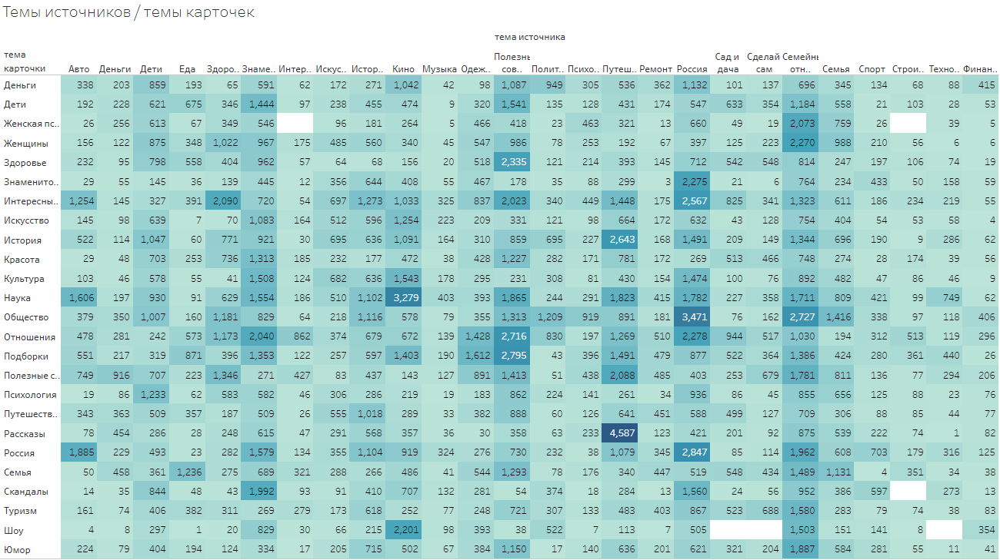 Темы источников / темы карточек
тема источника
тема карточки Авто Деньги Дети Еда Здоро.. Знаме.. Интер.. Искус.. Истор.. Кино Музыка Одеж.. Полезнь сов.. Полит.. Психо.. Путеш.. Ремонт Россия Сад и дача Сделай сам Семейнь отн.. Семья Спорт Строи.. Техно.. Финан..
Деньги 338 203 859 193 65 591 62 172 271 1,042 42 98 1,087 949 305 536 362 1,132 101 137 696 345 134 68 88 415
Дети 192 228 621 675 346 1,444 97 238 455 474 9 320 1,541 135 128 431 174 547 633 354 1,184 558 21 103 28 53
Женская пс.. 26 256 613 67 349 546 96 181 264 5 466 418 23 463 321 13 660 49 19 2,073 759 26 39 5
Женщины 156 122 875 348 1,022 967 175 485 560 340 45 547 986 78 253 192 67 397 125 223 2,270 988 210 56 6 6
Здоровье 232 95 798 558 404 962 57 64 68 156 20 518 2,335 121 214 393 145 712 542 548 814 247 197 106 74 19
Знаменито.. 29 55 145 36 139 445 12 356 644 408 55 467 178 35 88 299 3 2,275 21 6 764 234 433 50 158 59
Интересны.. 1,254 145 327 391 2,090 720 54 697 1,273 1,033 325 837 2,023 340 449 1,448 175 2,567 825 341 1,323 611 186 234 219 55
Искусство 145 98 639 7 70 1,083 164 512 596 1,254 223 209 331 121 98 664 172 632 43 128 754 404 54 53 58 4
История 522 114 1,047 60 771 921 30 695 636 1,091 164 310 859 695 227 2,643 168 1,491 209 149 1,344 696 190 9 286 62
Красота 29 48 703 253 736 1,313 185 232 177 472 38 428 1,227 282 171 781 172 269 513 466 748 274 28 174 39 56
Культура 103 46 578 55 41 1,508 124 682 636 1,543 178 295 231 308 81 430 154 1,474 100 76 892 482 47 86 46 9
Наука 1,606 197 930 91 629 1,554 186 510 1,102 3,279 403 393 1,865 244 291 1,823 415 1,782 227 358 1,711 809 421 99 749 62
Общество 379 350 1,007 160 1,181 829 64 218 1,116 578 79 355 1,313 1,209 919 891 181 3,471 76 162 2,727 1,416 338 97 118 406
Отношения 478 281 242 573 1,173 2,040 862 374 679 672 139 1,428 2,716 830 197 1,269 510 2,278 944 517 1,030 194 312 513 119 296
Подборки 551 217 319 871 396 1,353 122 257 597 1,403 190 1,612 2,795 43 396 1,491 479 877 522 364 1,386 424 280 361 440 26
Полезные с.. 749 916 707 223 1,346 271 427 83 437 143 127 891 1,413 51 438 2,088 485 403 253 679 1,781 811 136 77 294 206
Психология 19 86 1,233 62 583 582 46 306 286 219 19 183 862 224 141 261 34 936 86 45 855 656 125 88 23 76
Путешеств.. 343 363 509 357 187 509 26 555 1,018 289 33 382 888 60 126 641 451 588 499 127 709 306 88 85 44 77
Рассказы 78 454 286 28 248 615 47 291 568 357 36 30 358 63 233 4,587 123 421 201 92 875 539 222 74 1 82
Россия 1,885 229 493 23 282 1,579 134 355 1,104 919 324 276 730 232 38 1,079 345 2,847 85 114 1,962 608 703 179 316 125
Семья 50 458 361 1,236 275 689 321 288 266 486 41 544 1,293 78 176 340 447 519 548 434 1,489 1,131 4 351 34 38
Скандалы 14 35 844 48 43 1,992 93 91 410 707 132 281 54 374 18 284 13 1,560 24 56 952 386 597 273 13
Туризм 161 74 406 382 311 269 279 173 618 252 77 248 721 307 133 483 403 867 523 688 1,580 283 79 74 38 83
Шоу 4 8 297 1 20 829 30 66 215 2,201 98 393 38 522 7 113 7 505 1,503 151 141 8 354
Юмор 224 79 404 194 124 334 17 205 715 502 67 384 1,150 17 140 636 201 621 321 204 1,887 584 281 55 11 41